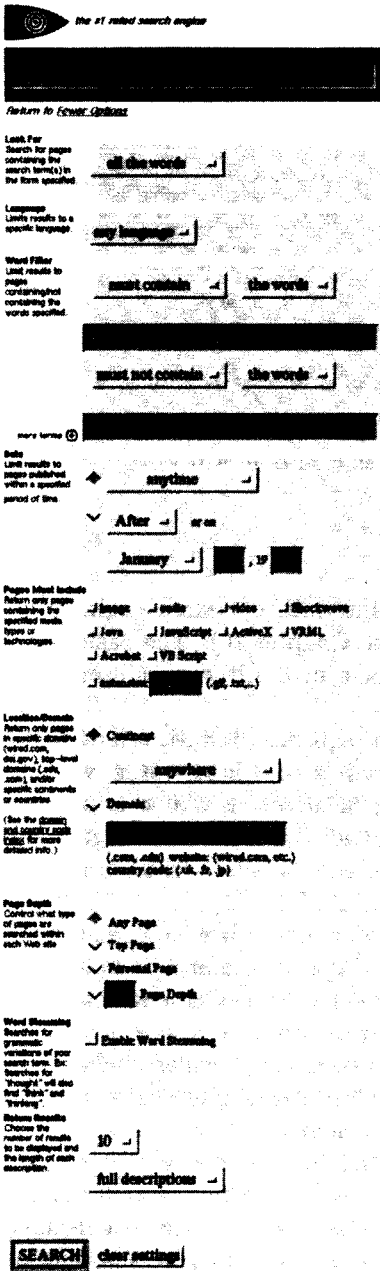 the #1 rated search engine
Return to Fewer Options
Look For
Search for pages
containing the
search term(s) in
the form specified.
all the words
Language
Limits results to a
specific language.
any language
Word Filter
Limit results to
pages
containing/not
containing the
words specified.
must contain the words
must not contain the words
more terms
Date
Limit results to
pages published
within a specified
period of time.
anytime
After or on
January , 19
Pages Must Include
Return only pages
containing the
specified media
types or
technologies.
image audio video Shockwave
Java JavaScript ActiveX VRML
Acrobat VB Script
extension: (.gif, .txt,...)
Location/Domain
Return only pages
in specific domains
(wired.com,
doc.gov), top-level
domains (.edu,
.com), and/or
specific continents
or countries
(See the domain
and country code
index for more
detailed info.)
Continent
anywhere
Domain
(.com, .edu) website: (wired.com, etc.)
country code: (.uk, .fr, .jp)
Page Depth
Control what type
of pages are
searched within
each Web site
Any Page
Top Page
Personal Page
Page Depth
Word Stemming
Searches for
grammatic
variations of your
search term. Ex:
Searches for
"thought" will also
find "think" and
"thinking".
Enable Word Stemming
Return Results
Choose the
number of results
to be displayed and
the length of each
description.
10
full descriptions
SEARCH clear settings